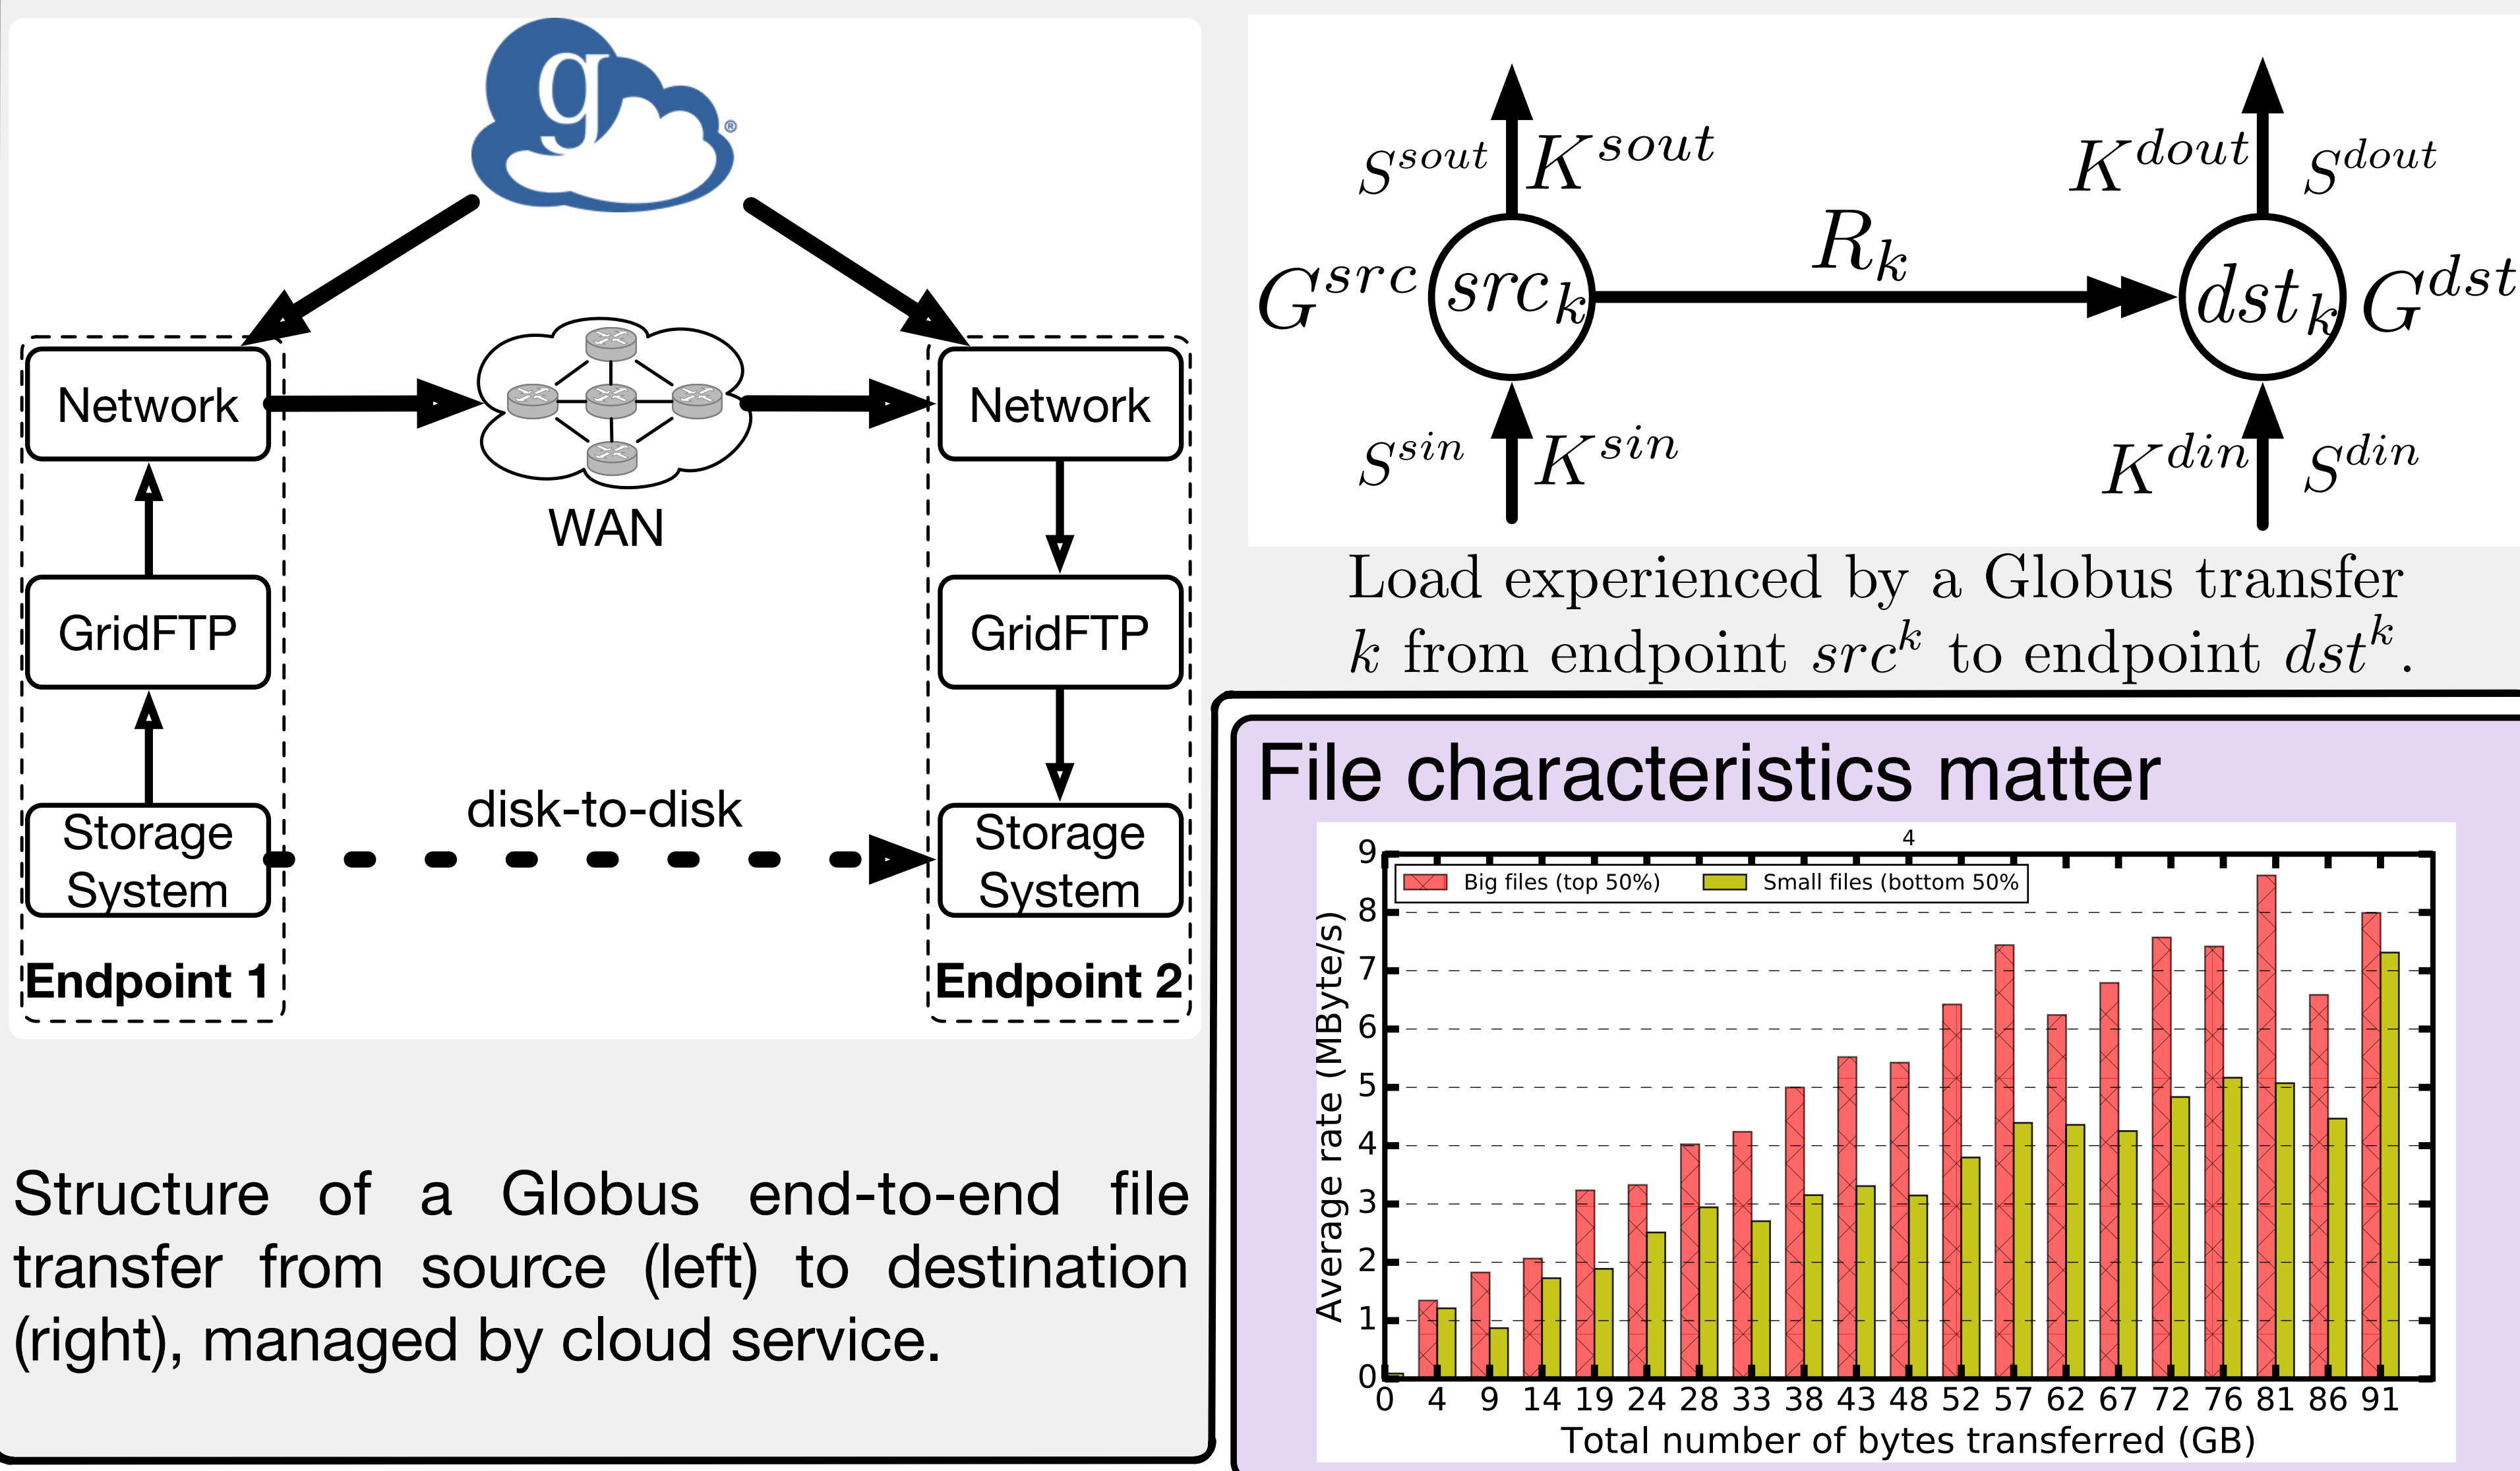 g
®
Network
Network
WAN
GridFTP
GridFTP
disk-to-disk
Storage
System
Storage
System
Endpoint 1
Endpoint 2
Structure of a Globus end-to-end file
transfer from source (left) to destination
(right), managed by cloud service.
S^{sout} K^{sout}
K^{dout} S^{dout}
R_k
G^{src} src_k
dst_k G^{dst}
S^{sin} K^{sin}
K^{din} S^{din}
Load experienced by a Globus transfer
k from endpoint src^k to endpoint dst^k.
File characteristics matter
4
Big files (top 50%)
Small files (bottom 50%
Average rate (MByte/s)
9
8
7
6
5
4
3
2
1
0
0 4 9 14 19 24 28 33 38 43 48 52 57 62 67 72 76 81 86 91
Total number of bytes transferred (GB)